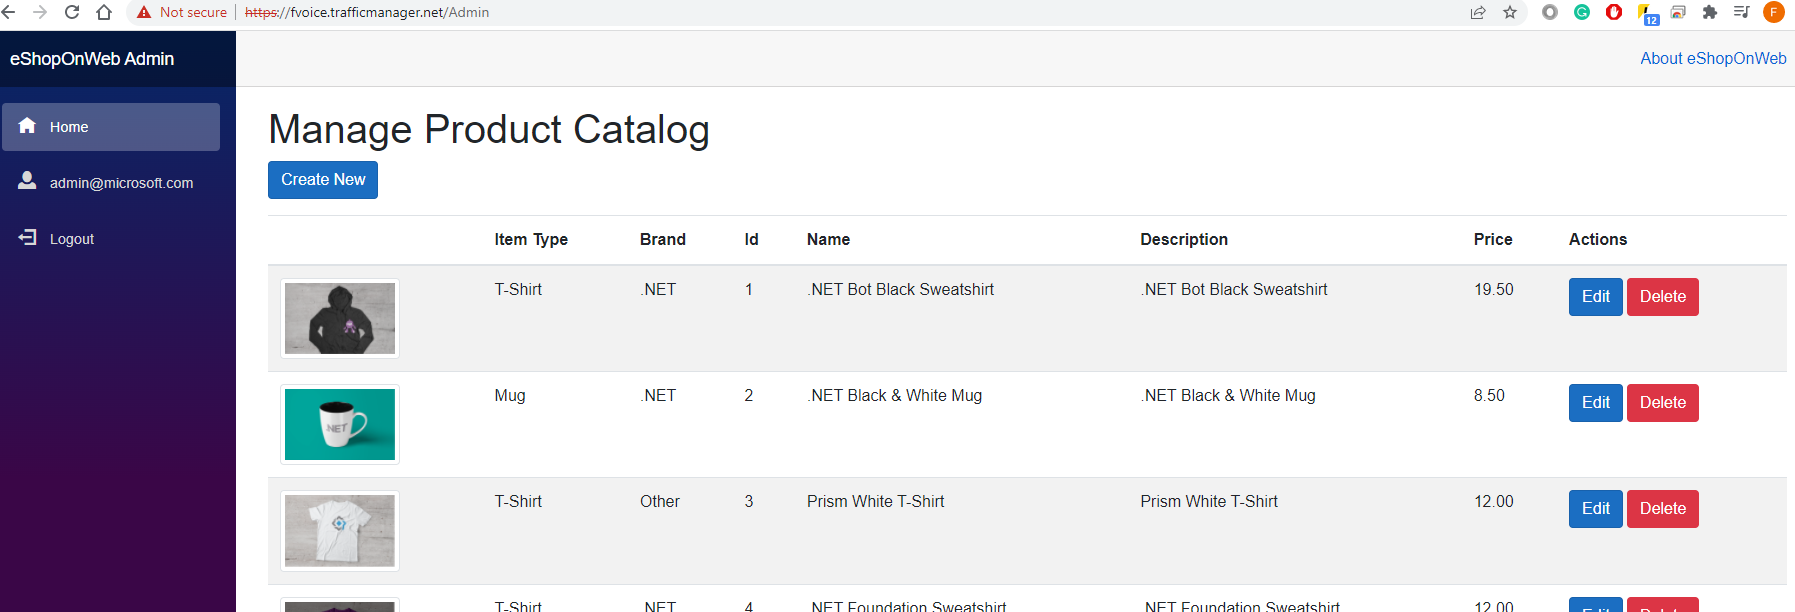 Not secure https://fvoice.trafficmanager.net/Admin
12
F
eShopOnWeb Admin
About eShopOnWeb
Home
admin@microsoft.com
Logout
Manage Product Catalog
Create New
Item Type Brand Id Name Description Price Actions
T-Shirt .NET 1 .NET Bot Black Sweatshirt .NET Bot Black Sweatshirt 19.50 Edit Delete
Mug .NET 2 .NET Black & White Mug .NET Black & White Mug 8.50 Edit Delete
.NET
T-Shirt Other 3 Prism White T-Shirt Prism White T-Shirt 12.00 Edit Delete
T-Shirt .NET 4 .NET Foundation Sweatshirt .NET Foundation Sweatshirt 12.00 Edit Delete